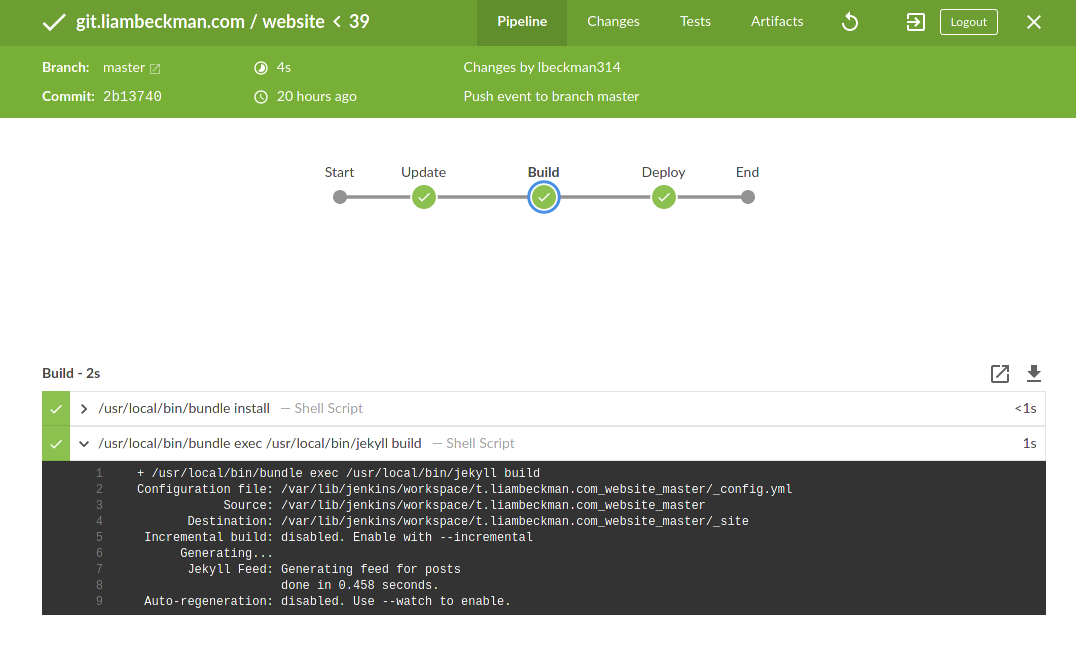 git.liambeckman.com / website < 39 Pipeline Changes Tests Artifacts Logout
Branch: master 4s Changes by lbeckman314
Commit: 2b13740 20 hours ago Push event to branch master
Start Update Build Deploy End
Build - 2s
/usr/local/bin/bundle install — Shell Script <1s
/usr/local/bin/bundle exec /usr/local/bin/jekyll build — Shell Script 1s
1 + /usr/local/bin/bundle exec /usr/local/bin/jekyll build
2 Configuration file: /var/lib/jenkins/workspace/t.liambeckman.com_website_master/_config.yml
3 Source: /var/lib/jenkins/workspace/t.liambeckman.com_website_master
4 Destination: /var/lib/jenkins/workspace/t.liambeckman.com_website_master/_site
5 Incremental build: disabled. Enable with --incremental
6 Generating...
7 Jekyll Feed: Generating feed for posts
8 done in 0.458 seconds.
9 Auto-regeneration: disabled. Use --watch to enable.